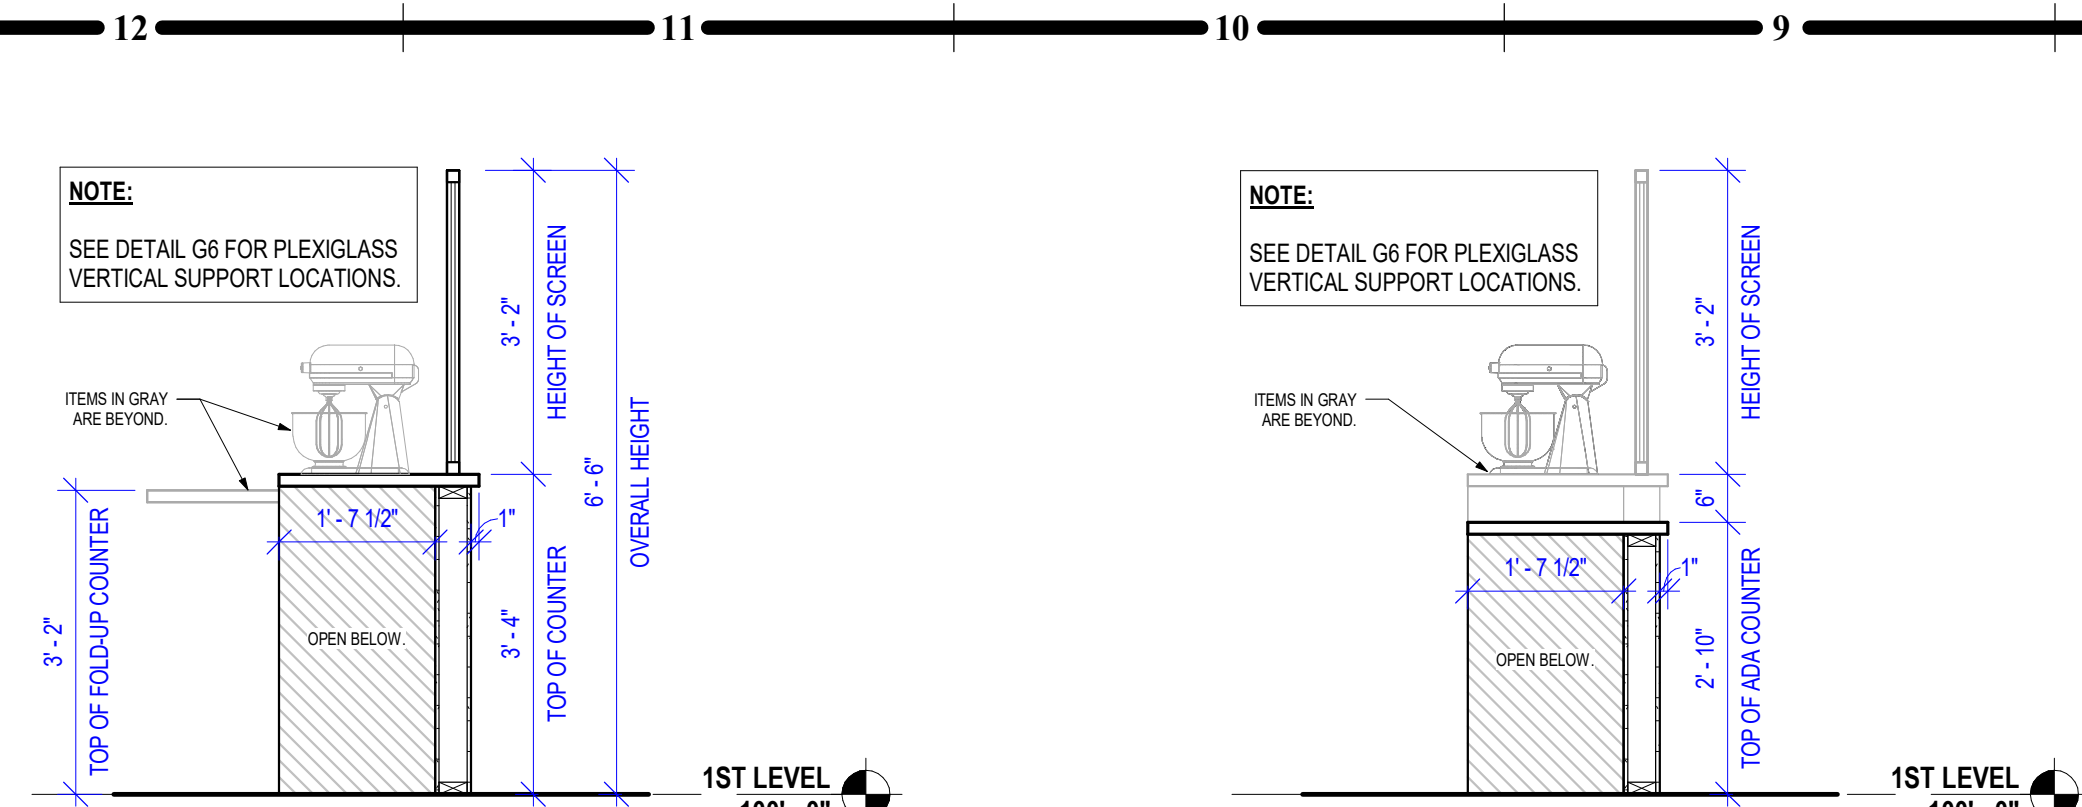 12
11
10
9
NOTE:
SEE DETAIL G6 FOR PLEXIGLASS
VERTICAL SUPPORT LOCATIONS.
ITEMS IN GRAY
ARE BEYOND.
3' - 2"
TOP OF FOLD-UP COUNTER
1' - 7 1/2"
1"
OPEN BELOW.
3' - 2"
HEIGHT OF SCREEN
3' - 4"
TOP OF COUNTER
6' - 6"
OVERALL HEIGHT
1ST LEVEL
100' - 0"
NOTE:
SEE DETAIL G6 FOR PLEXIGLASS
VERTICAL SUPPORT LOCATIONS.
ITEMS IN GRAY
ARE BEYOND.
1' - 7 1/2"
1"
OPEN BELOW.
3' - 2"
HEIGHT OF SCREEN
6"
2' - 10"
TOP OF ADA COUNTER
1ST LEVEL
100' - 0"